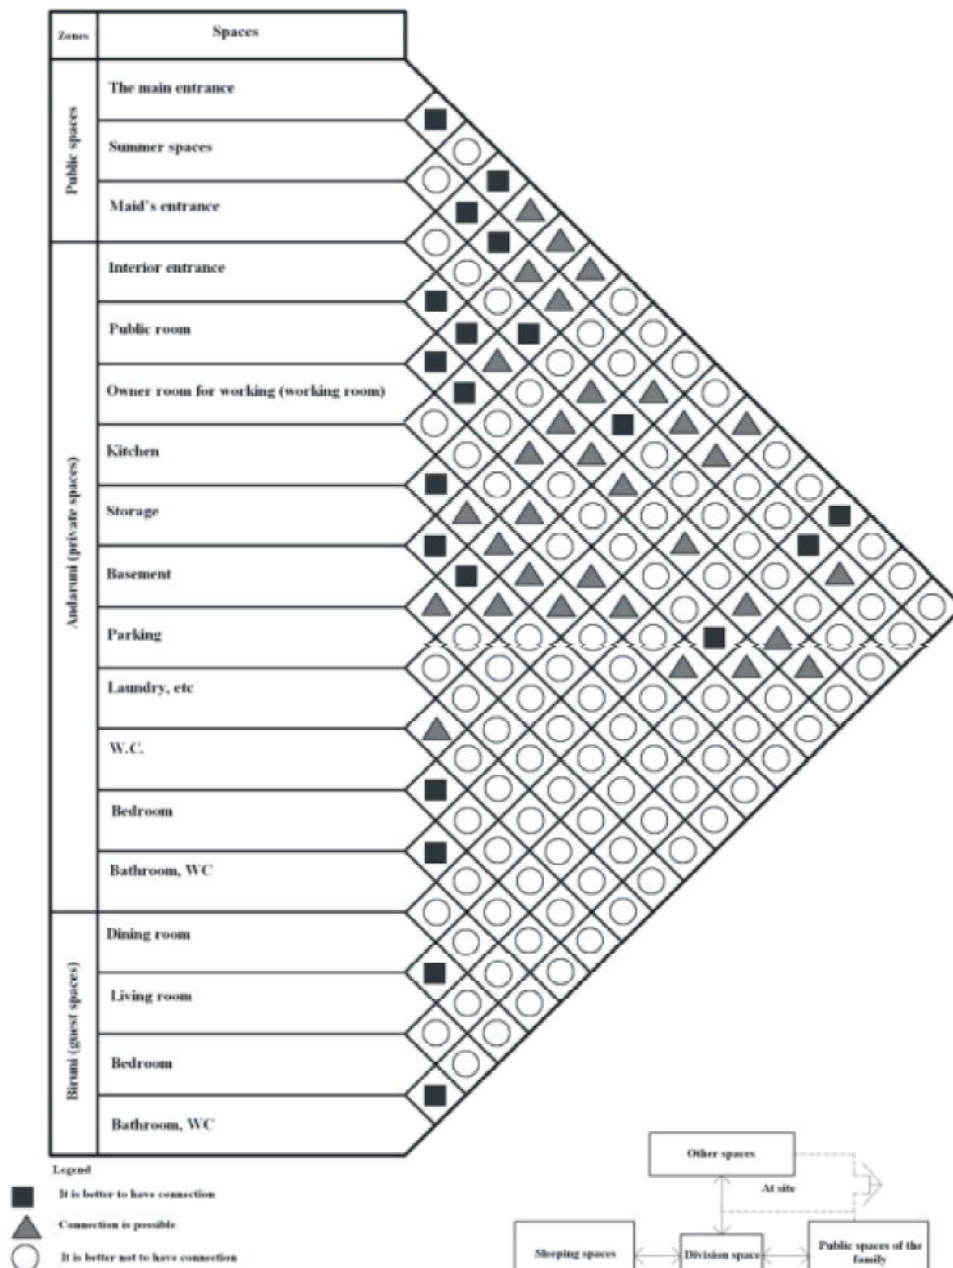 Zones
Spaces
Public spaces
The main entrance
Summer spaces
Maid's entrance
Andaruni (private spaces)
Interior entrance
Public room
Owner room for working (working room)
Kitchen
Storage
Basement
Parking
Laundry, etc
W.C.
Bedroom
Bathroom, WC
Biruni (guest spaces)
Dining room
Living room
Bedroom
Bathroom, WC
Legend
It is better to have connection
Connection is possible
It is better not to have connection
Other spaces
At site
Sleeping spaces
Division space
Public spaces of the
family